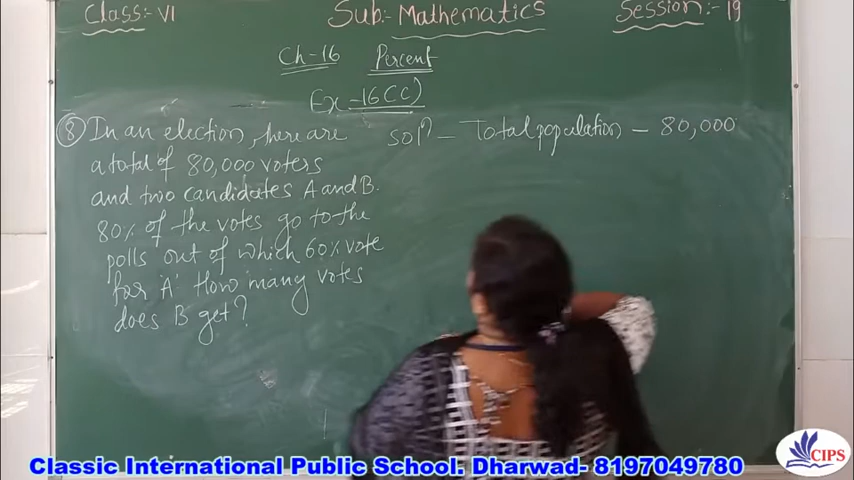 Class:- VI Sub:- Mathematics Session:- 19
Ch-16 Percent
Ex-16(C)
⑧ In an election, there are
a total of 80,000 voters
and two candidates A and B.
80% of the votes go to the
polls out of which 60% vote
for 'A' How many votes
does B get?
solⁿ - Total population - 80,000
Classic International Public School, Dharwad- 8197049780
CIPS